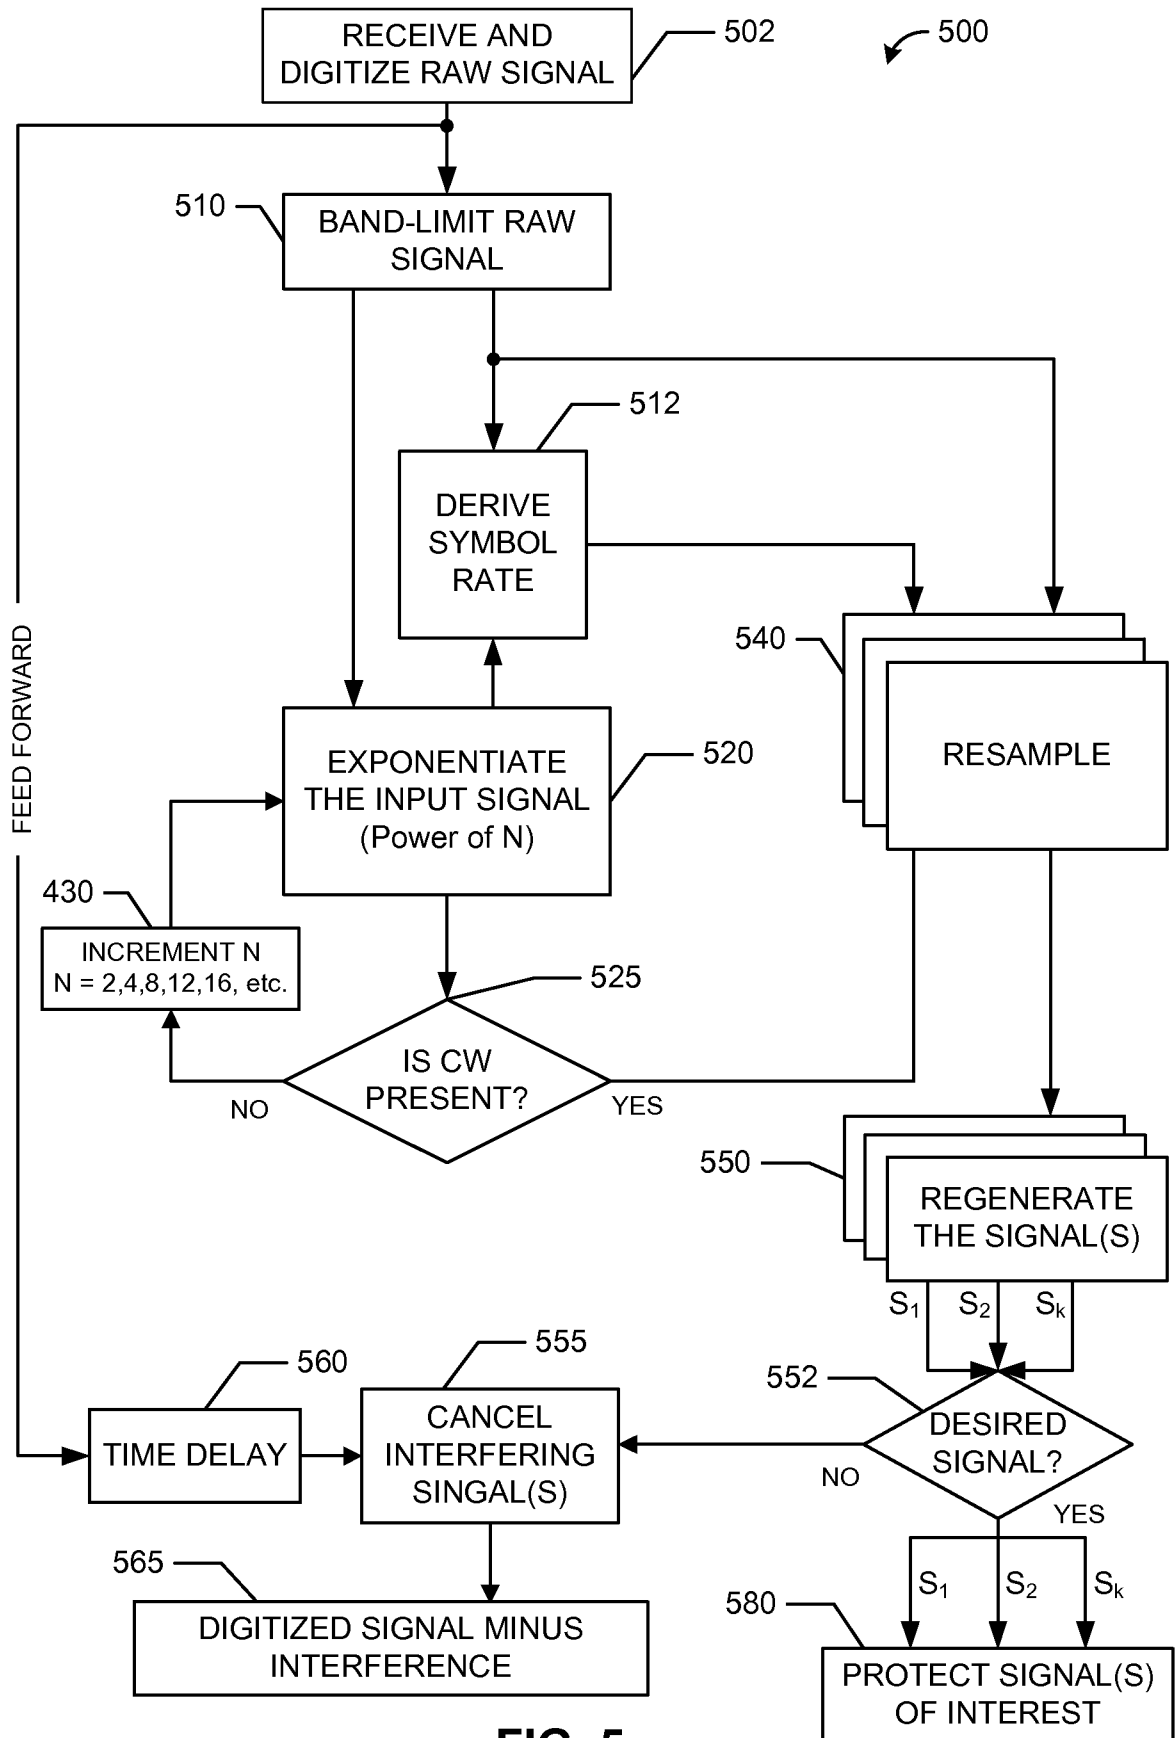 RECEIVE AND
DIGITIZE RAW SIGNAL
502
500
510
BAND-LIMIT RAW
SIGNAL
512
DERIVE
SYMBOL
RATE
FEED FORWARD
540
RESAMPLE
EXPONENTIATE
THE INPUT SIGNAL
(Power of N)
520
430
INCREMENT N
N = 2,4,8,12,16, etc.
525
IS CW
PRESENT?
NO
YES
550
REGENERATE
THE SIGNAL(S)
S1
S2
Sk
555
560
552
CANCEL
INTERFERING
SINGAL(S)
TIME DELAY
DESIRED
SIGNAL?
NO
YES
565
DIGITIZED SIGNAL MINUS
INTERFERENCE
S1
S2
Sk
580
PROTECT SIGNAL(S)
OF INTEREST
FIG. 5